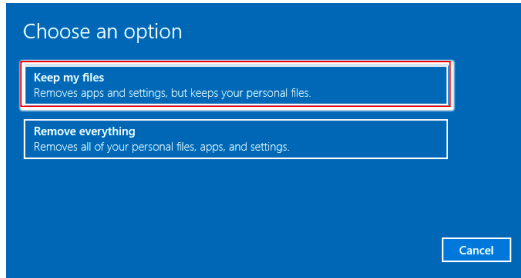 Choose an option
Keep my files
Removes apps and settings, but keeps your personal files.
Remove everything
Removes all of your personal files, apps, and settings.
Cancel